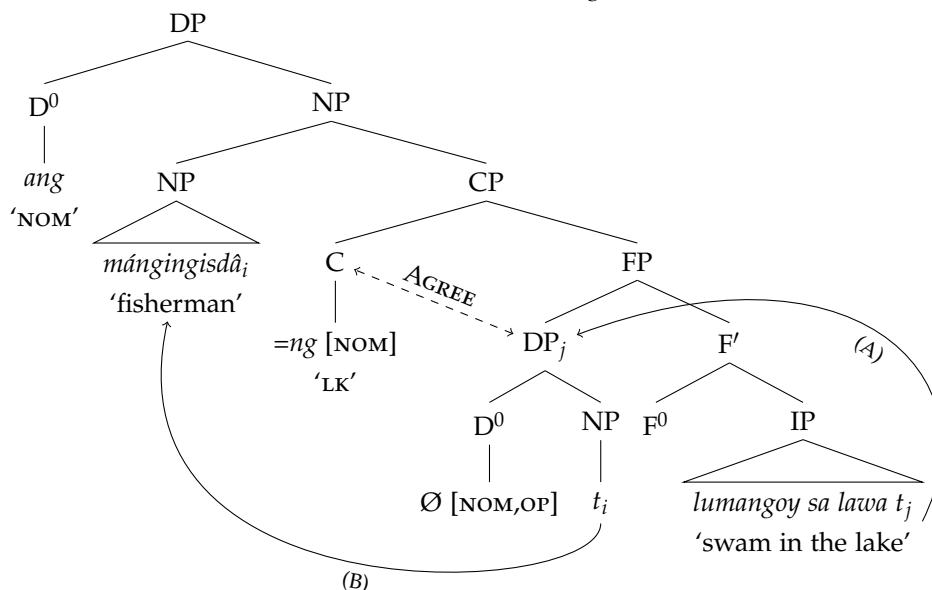 DP
D⁰ NP
ang NP CP
‘NOM’
mángingisdâᵢ C AGREE FP
‘fisherman’
=ng [NOM] DPⱼ F′ (A)
‘LK’
D⁰ NP F⁰ IP
Ø [NOM,OP] tᵢ lumangoy sa lawa tⱼ
‘swam in the lake’
(B)